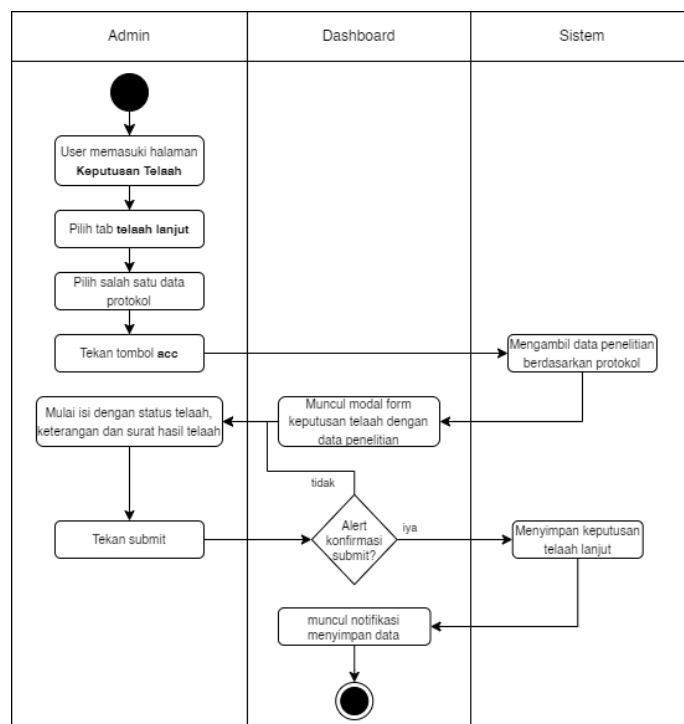 Admin
Dashboard
Sistem
User memasuki halaman
Keputusan Telaah
Pilih tab telaah lanjut
Pilih salah satu data
protokol
Tekan tombol acc
Mengambil data penelitian
berdasarkan protokol
Muncul modal form
keputusan telaah dengan
data penelitian
Mulai isi dengan status telaah,
keterangan dan surat hasil telaah
tidak
Tekan submit
Alert
konfirmasi
submit?
iya
Menyimpan keputusan
telaah lanjut
muncul notifikasi
menyimpan data